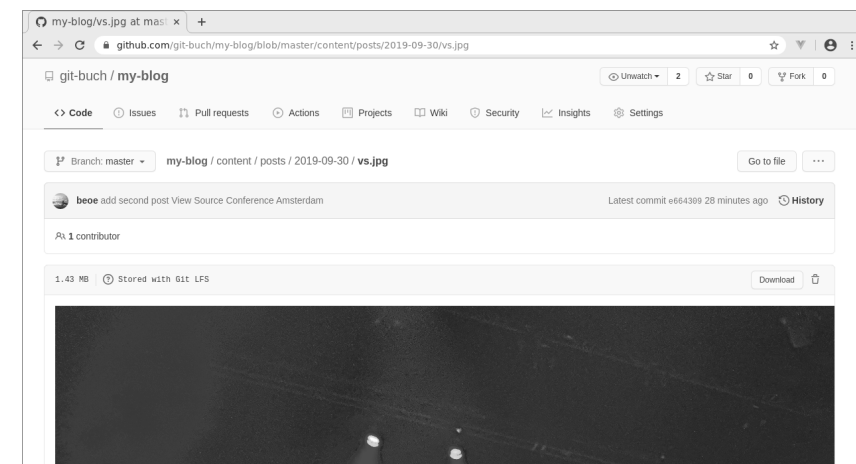 my-blog/vs.jpg at mast × +
github.com/git-buch/my-blog/blob/master/content/posts/2019-09-30/vs.jpg
git-buch / my-blog
Unwatch 2 Star 0 Fork 0
<> Code Issues Pull requests Actions Projects Wiki Security Insights Settings
Branch: master my-blog / content / posts / 2019-09-30 / vs.jpg Go to file ...
beoe add second post View Source Conference Amsterdam Latest commit e664309 28 minutes ago History
1 contributor
1.43 MB ? Stored with Git LFS Download